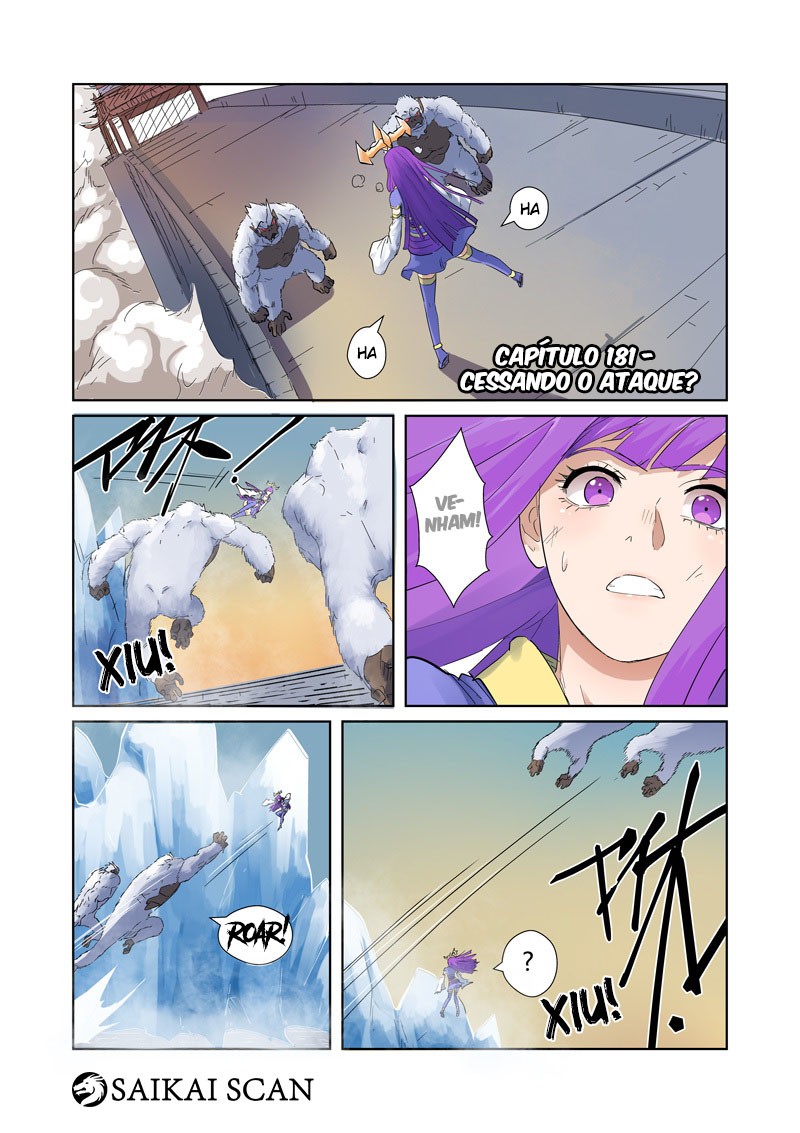 HA
HA
CAPÍTULO 181 -
CESSANDO O ATAQUE?
XIU!
VE-
NHAM!
ROAR!
?
XIU!
SAIKAI SCAN